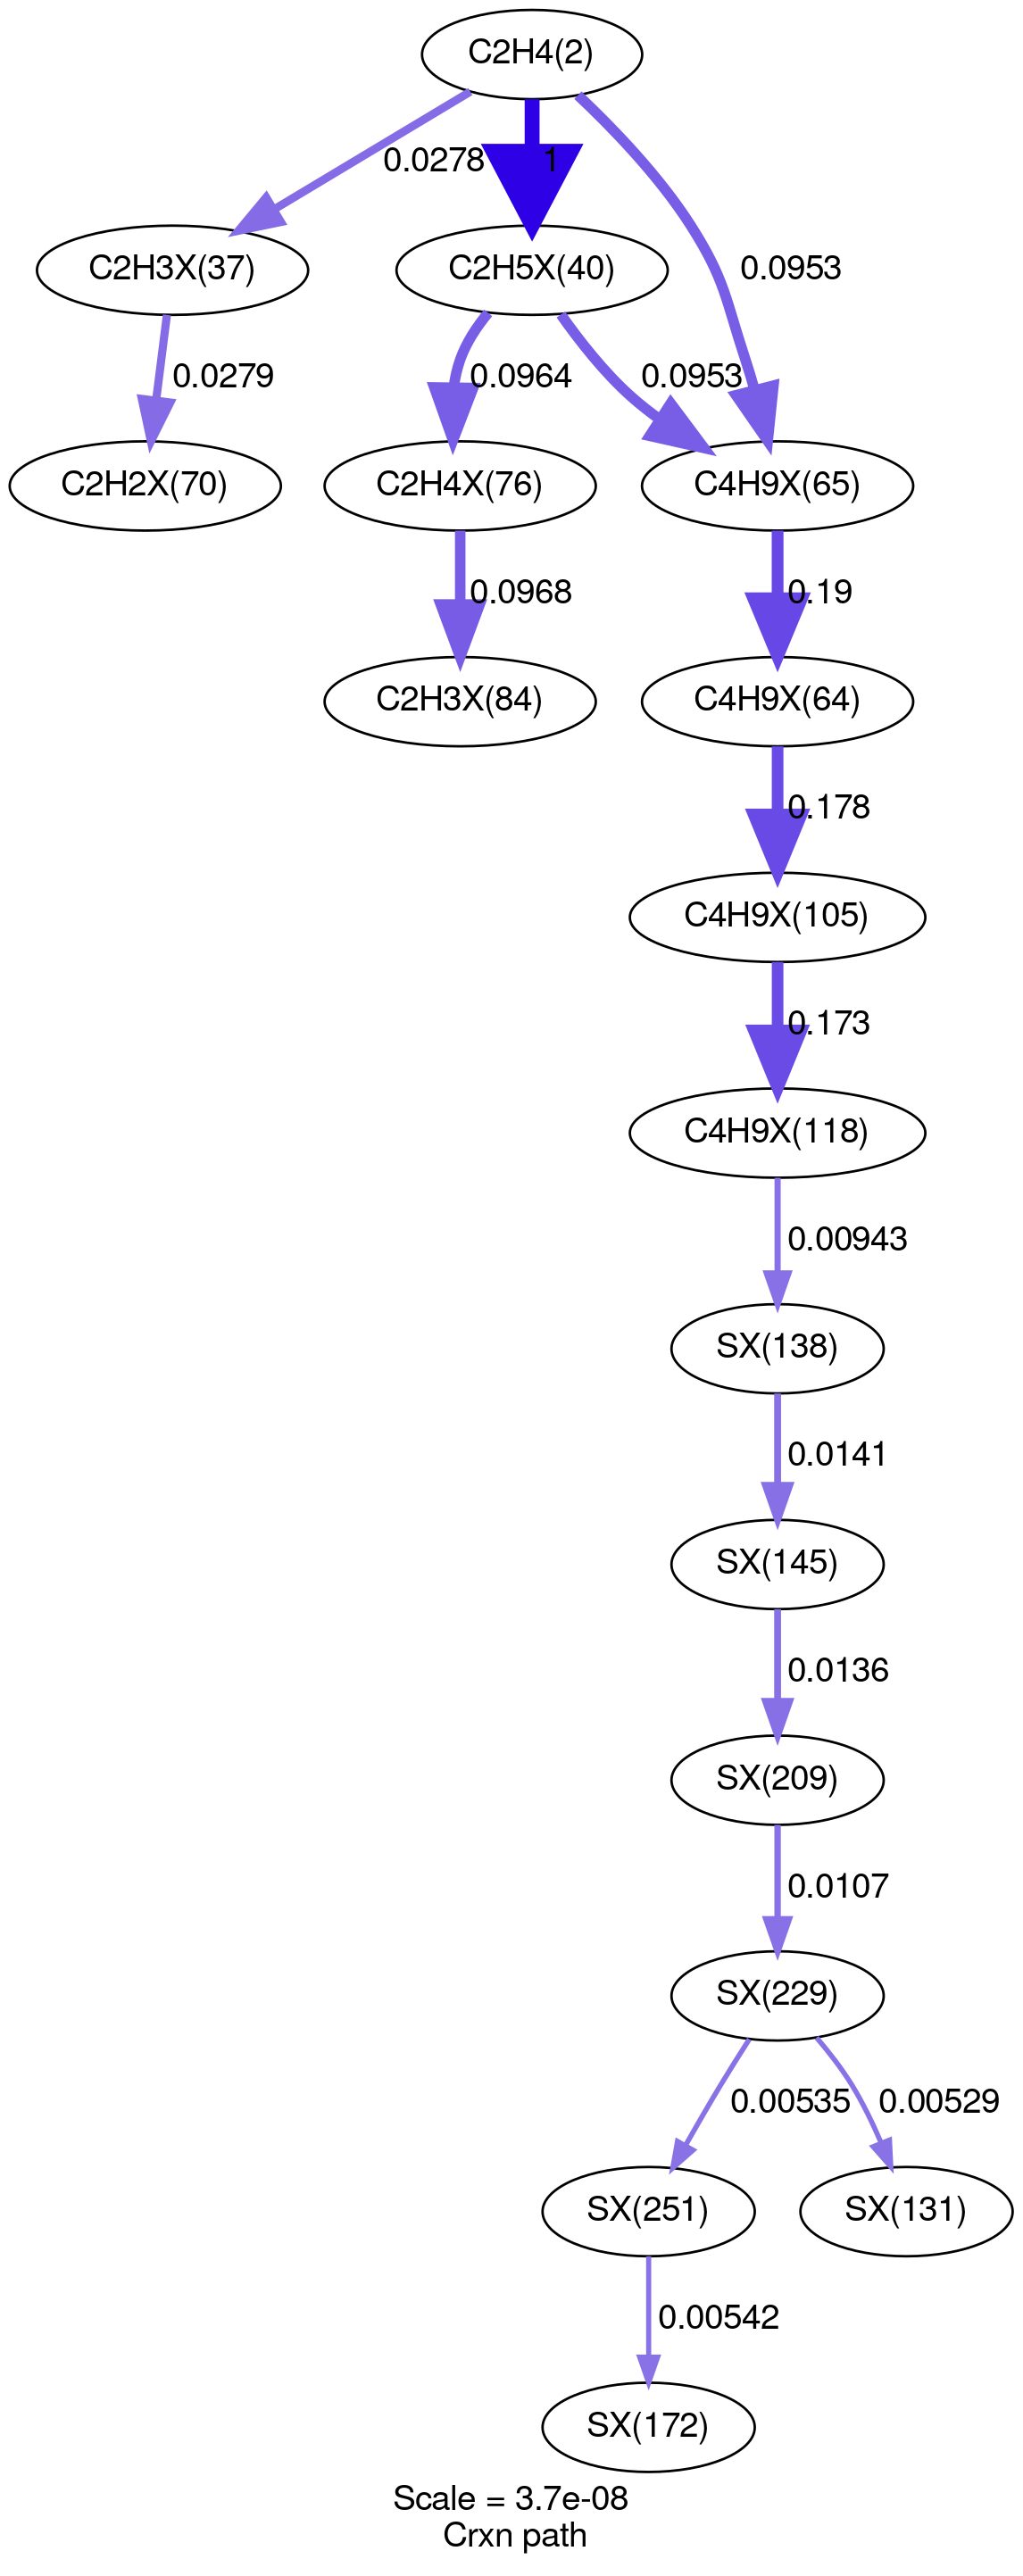 C2H4(2)
0.0278
1
C2H3X(37)
C2H5X(40)
0.0953
0.0279
0.0964
0.0953
C2H2X(70)
C2H4X(76)
C4H9X(65)
0.0968
0.19
C2H3X(84)
C4H9X(64)
0.178
C4H9X(105)
0.173
C4H9X(118)
0.00943
SX(138)
0.0141
SX(145)
0.0136
SX(209)
0.0107
SX(229)
0.00535
0.00529
SX(251)
SX(131)
0.00542
SX(172)
Scale = 3.7e-08
Crxn path